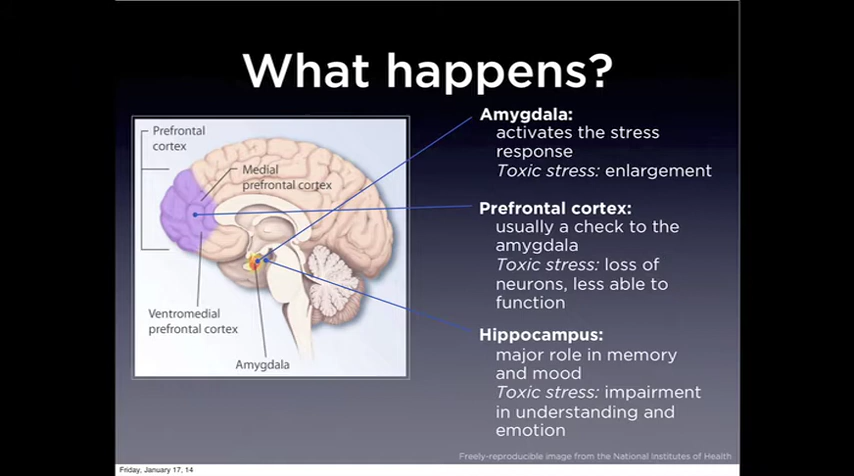 What happens?
Prefrontal
cortex
Medial
prefrontal cortex
Ventromedial
prefrontal cortex
Amygdala
Amygdala:
activates the stress
response
Toxic stress: enlargement
Prefrontal cortex:
usually a check to the
amygdala
Toxic stress: loss of
neurons, less able to
function
Hippocampus:
major role in memory
and mood
Toxic stress: impairment
in understanding and
emotion
Freely-reproducible image from the National Institutes of Health
Friday, January 17, 14